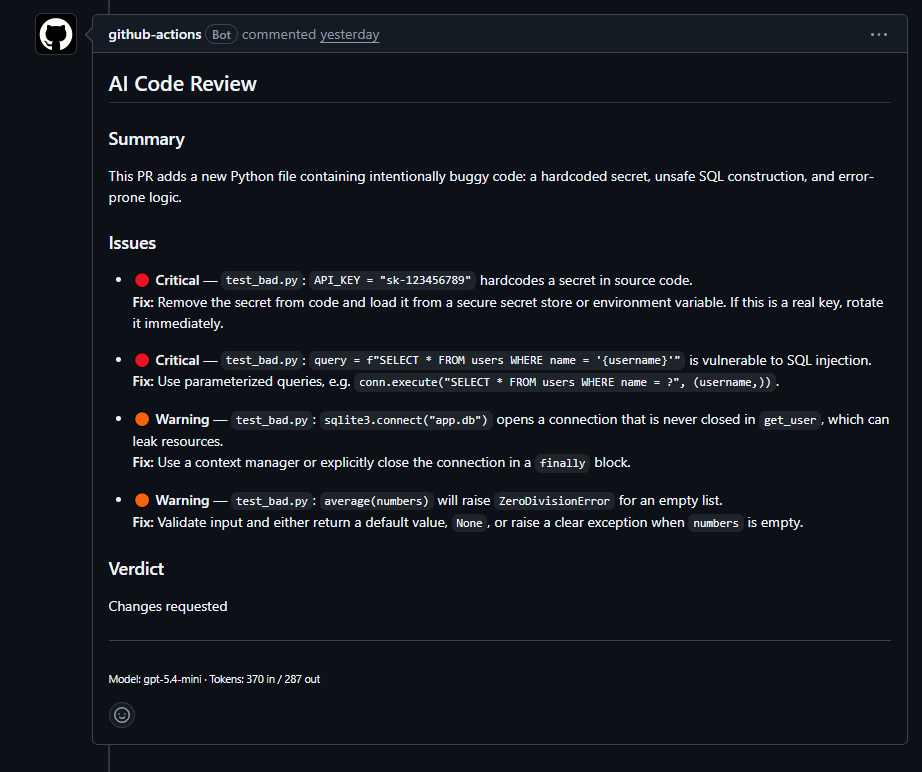 github-actions Bot commented yesterday
AI Code Review
Summary
This PR adds a new Python file containing intentionally buggy code: a hardcoded secret, unsafe SQL construction, and error-
prone logic.
Issues
• 🔴 Critical — test_bad.py: API_KEY = "sk-123456789" hardcodes a secret in source code.
Fix: Remove the secret from code and load it from a secure secret store or environment variable. If this is a real key, rotate
it immediately.
• 🔴 Critical — test_bad.py: query = f"SELECT * FROM users WHERE name = '{username}'" is vulnerable to SQL injection.
Fix: Use parameterized queries, e.g. conn.execute("SELECT * FROM users WHERE name = ?", (username,)).
• 🟠 Warning — test_bad.py: sqlite3.connect("app.db") opens a connection that is never closed in get_user, which can
leak resources.
Fix: Use a context manager or explicitly close the connection in a finally block.
• 🟠 Warning — test_bad.py: average(numbers) will raise ZeroDivisionError for an empty list.
Fix: Validate input and either return a default value, None, or raise a clear exception when numbers is empty.
Verdict
Changes requested
Model: gpt-5.4-mini · Tokens: 370 in / 287 out